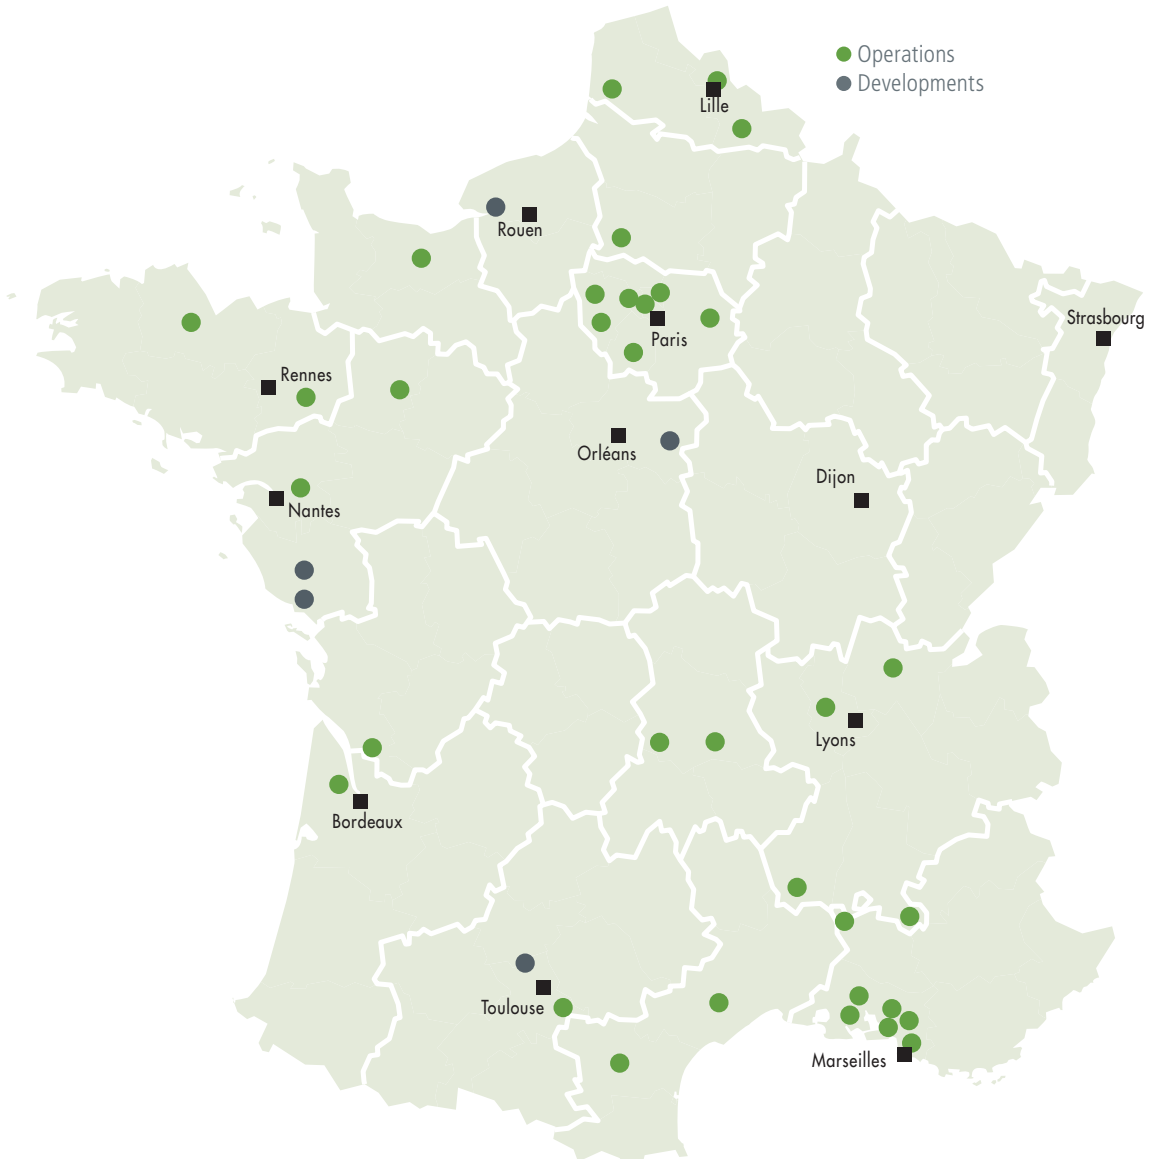 Operations
Developments
Lille
Rouen
Strasbourg
Paris
Rennes
Orléans
Dijon
Nantes
Lyons
Bordeaux
Toulouse
Marseilles